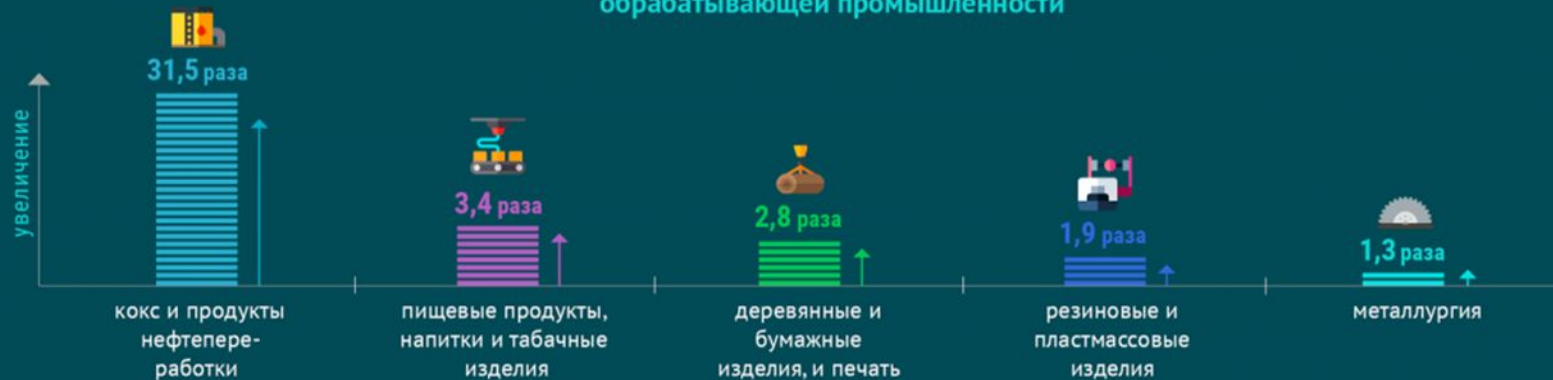 обрабатывающей промышленности
31,5 раза
3,4 раза
2,8 раза
1,9 раза
1,3 раза
увеличение
кокс и продукты
нефтепере-
работки
пищевые продукты,
напитки и табачные
изделия
деревянные и
бумажные
изделия, и печать
резиновые и
пластмассовые
изделия
металлургия